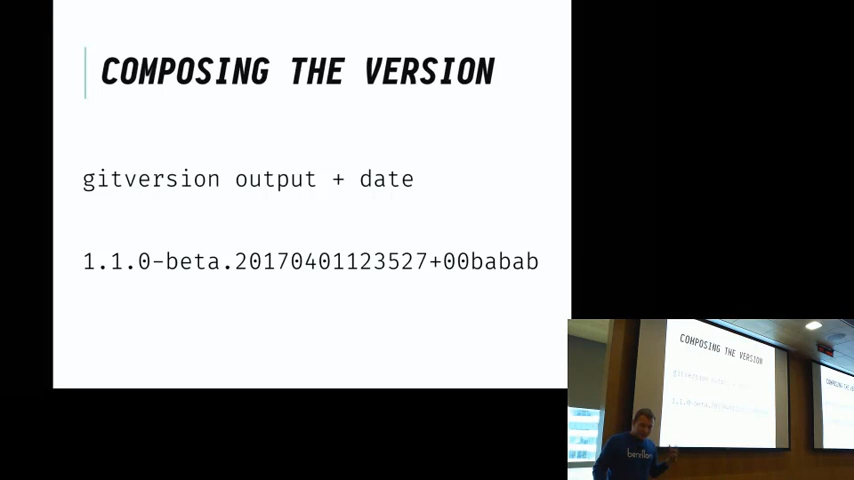 COMPOSING THE VERSION
gitversion output + date
1.1.0-beta.20170401123527+00babab
COMPOSING THE VERSION